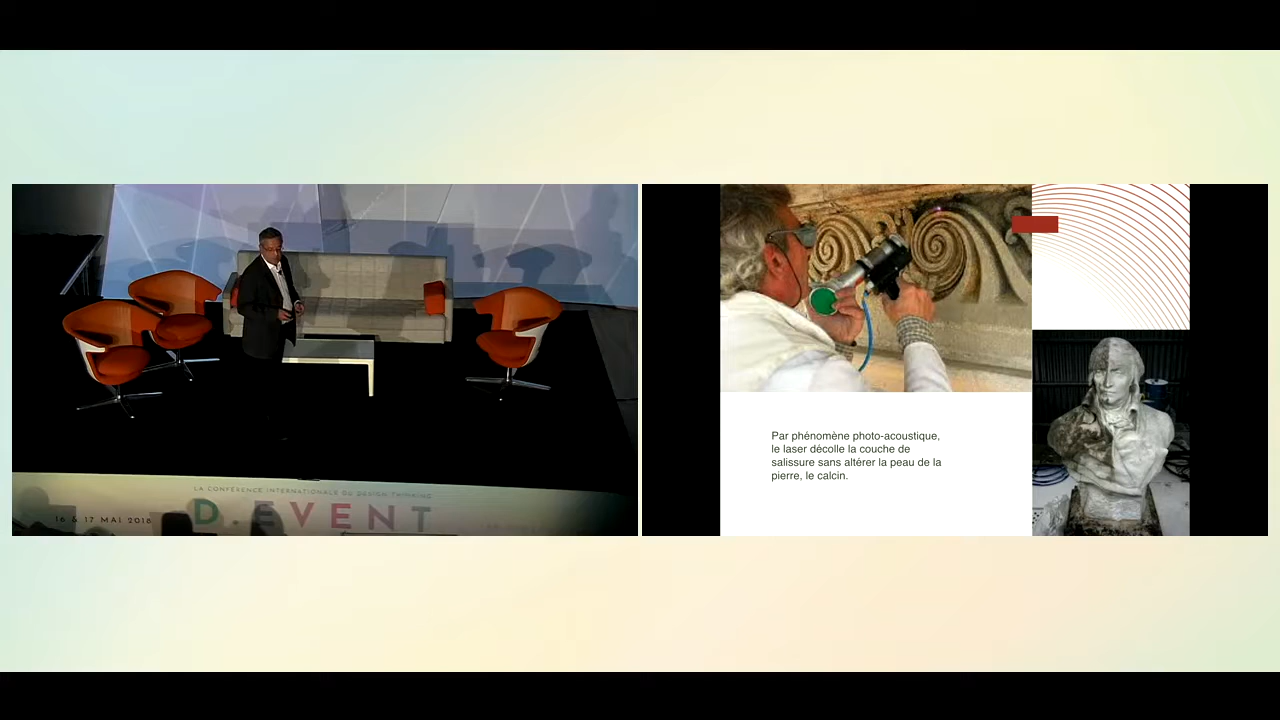 LA CONFÉRENCE INTERNATIONALE DU DESIGN THINKING
16 & 17 MAI 2018
D.EVENT
Par phénomène photo-acoustique,
le laser décolle la couche de
salissure sans altérer la peau de la
pierre, le calcin.